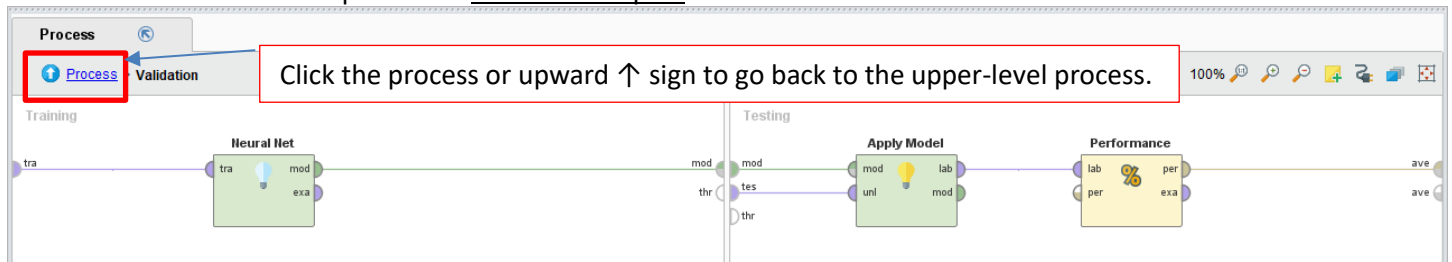 Process
Process Validation
Click the process or upward ↑ sign to go back to the upper-level process.
100%
Training
Testing
Neural Net
Apply Model
Performance
tra
tra
mod
exa
mod
thr
mod
tes
thr
mod
unl
lab
mod
lab
per
per
exa
ave
ave